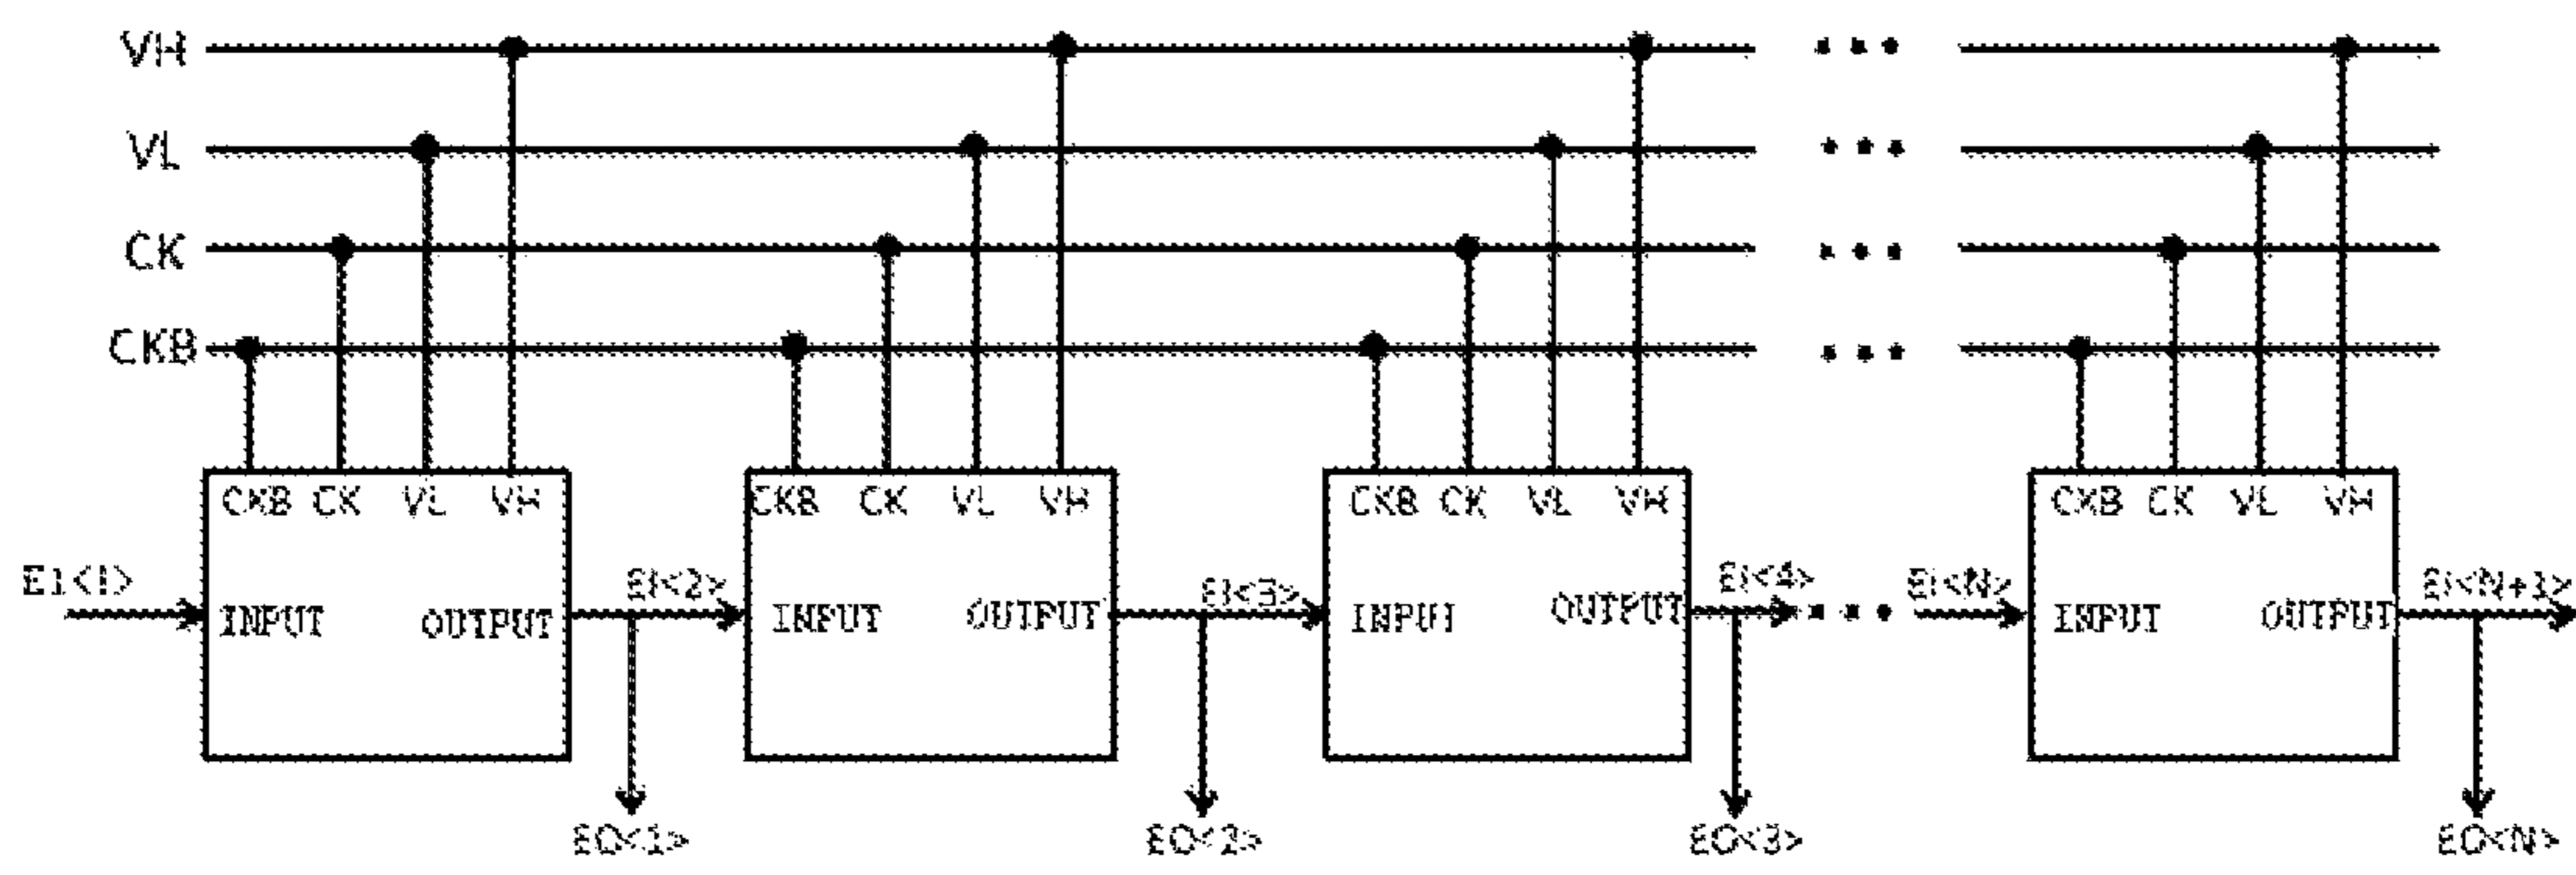 VH
VL
CK
CKB
CKB CK VL VH
CKB CK VL VH
CKB CK VL VH
CKB CK VL VH
EI<1>
INPUT
OUTPUT
EI<2>
INPUT
OUTPUT
EI<3>
INPUT
OUTPUT
EI<4>
EI<N>
INPUT
OUTPUT
EI<N+1>
EO<1>
EO<2>
EO<3>
EO<N>